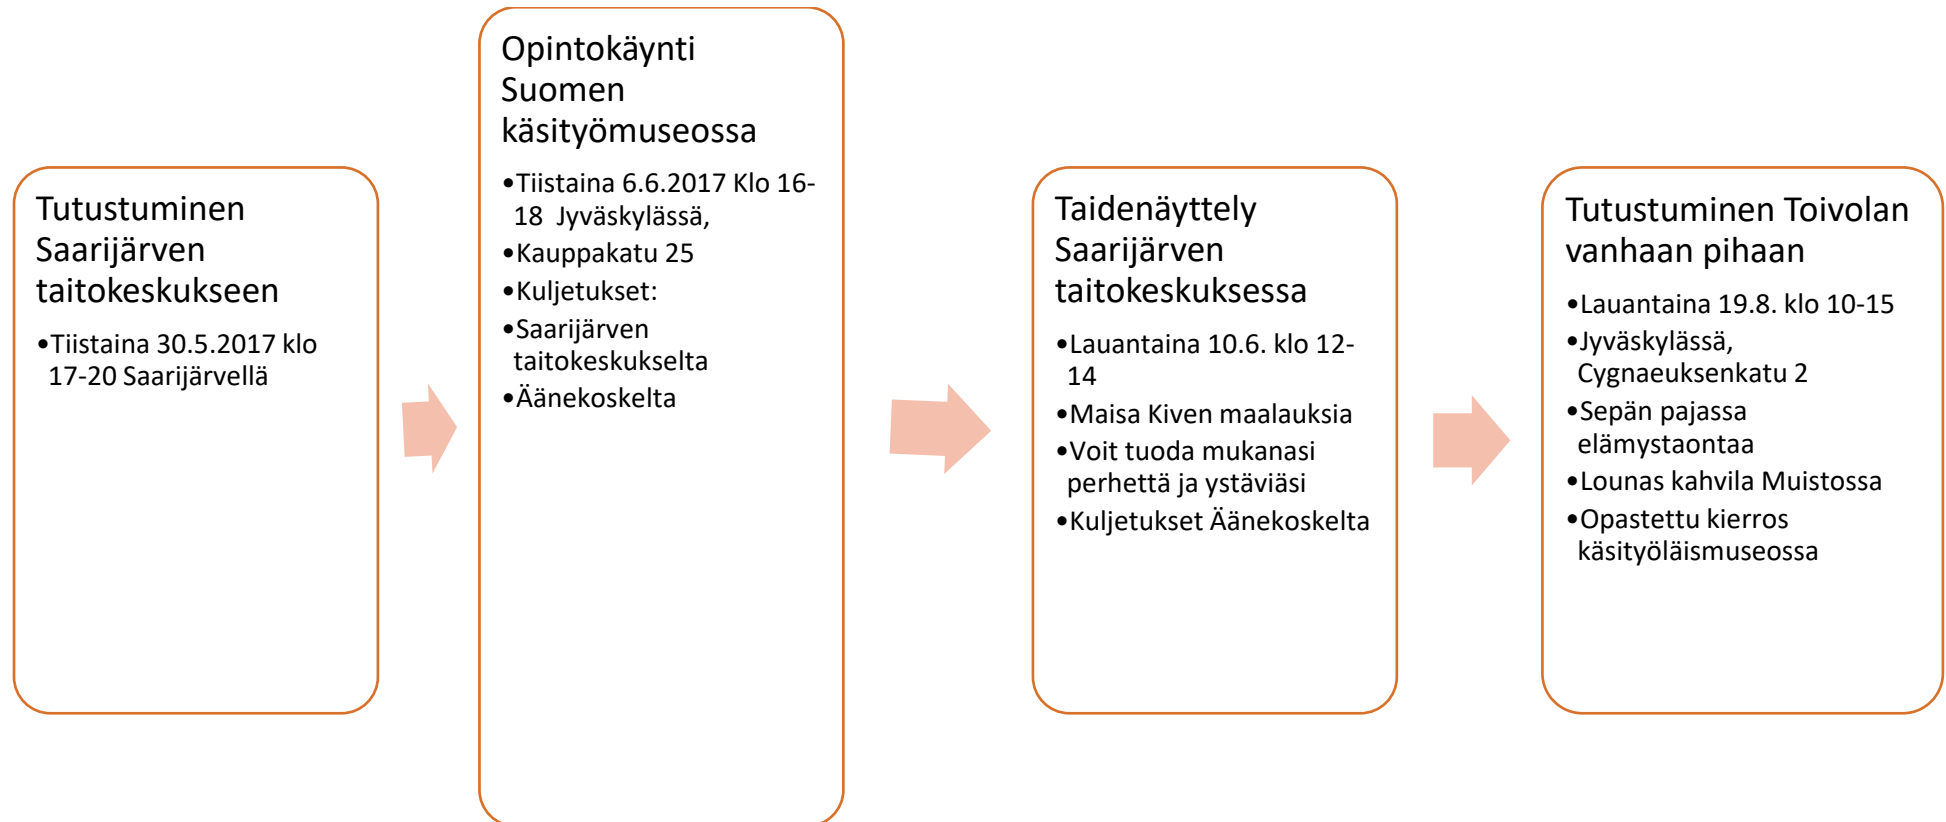 Tutustuminen
Saarijärven
taitokeskukseen
•Tiistaina 30.5.2017 klo
17-20 Saarijärvellä
Opintokäynti
Suomen
käsityömuseossa
•Tiistaina 6.6.2017 Klo 16-
18 Jyväskylässä,
•Kauppakatu 25
•Kuljetukset:
•Saarijärven
taitokeskukselta
•Äänekoskelta
Taidenäyttely
Saarijärven
taitokeskuksessa
•Lauantaina 10.6. klo 12-
14
•Maisa Kiven maalauksia
•Voit tuoda mukanasi
perhettä ja ystäviäsi
•Kuljetukset Äänekoskelta
Tutustuminen Toivolan
vanhaan pihaan
•Lauantaina 19.8. klo 10-15
•Jyväskylässä,
Cygnaeuksenkatu 2
•Sepän pajassa
elämystaontaa
•Lounas kahvila Muistossa
•Opastettu kierros
käsityöläismuseossa